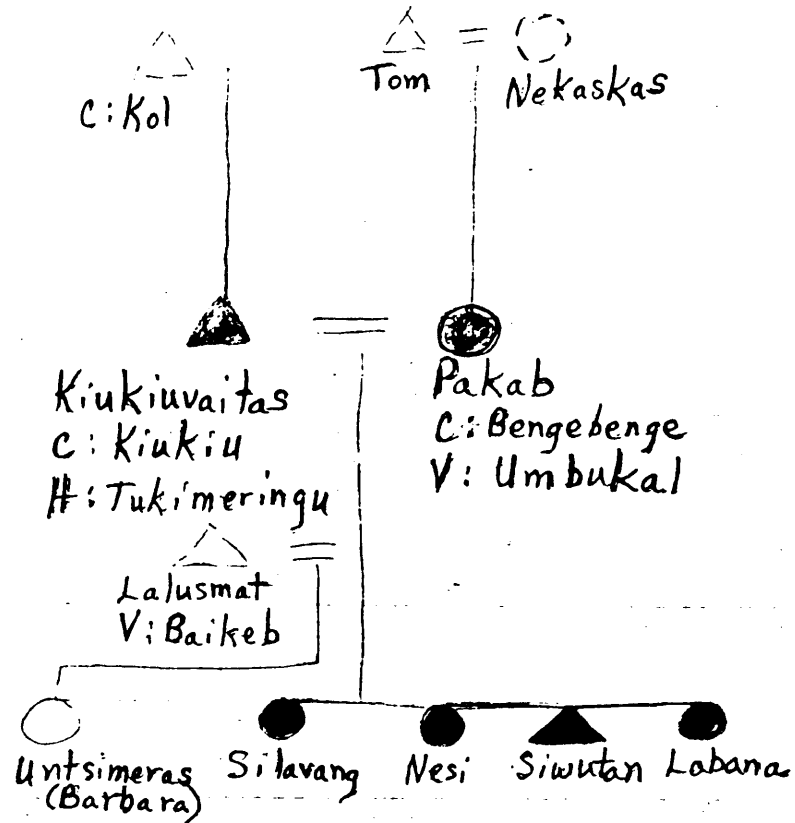 C:Kol
Tom
Nekaskas
Kiukiuvaitas
C:Kiukiu
H:Tukimeringu
Pakab
C:Bengebenge
V:Umbukal
Lalusmat
V:Baikeb
Untsimeras
(Barbara)
Silavang
Nesi
Siwutan
Labana